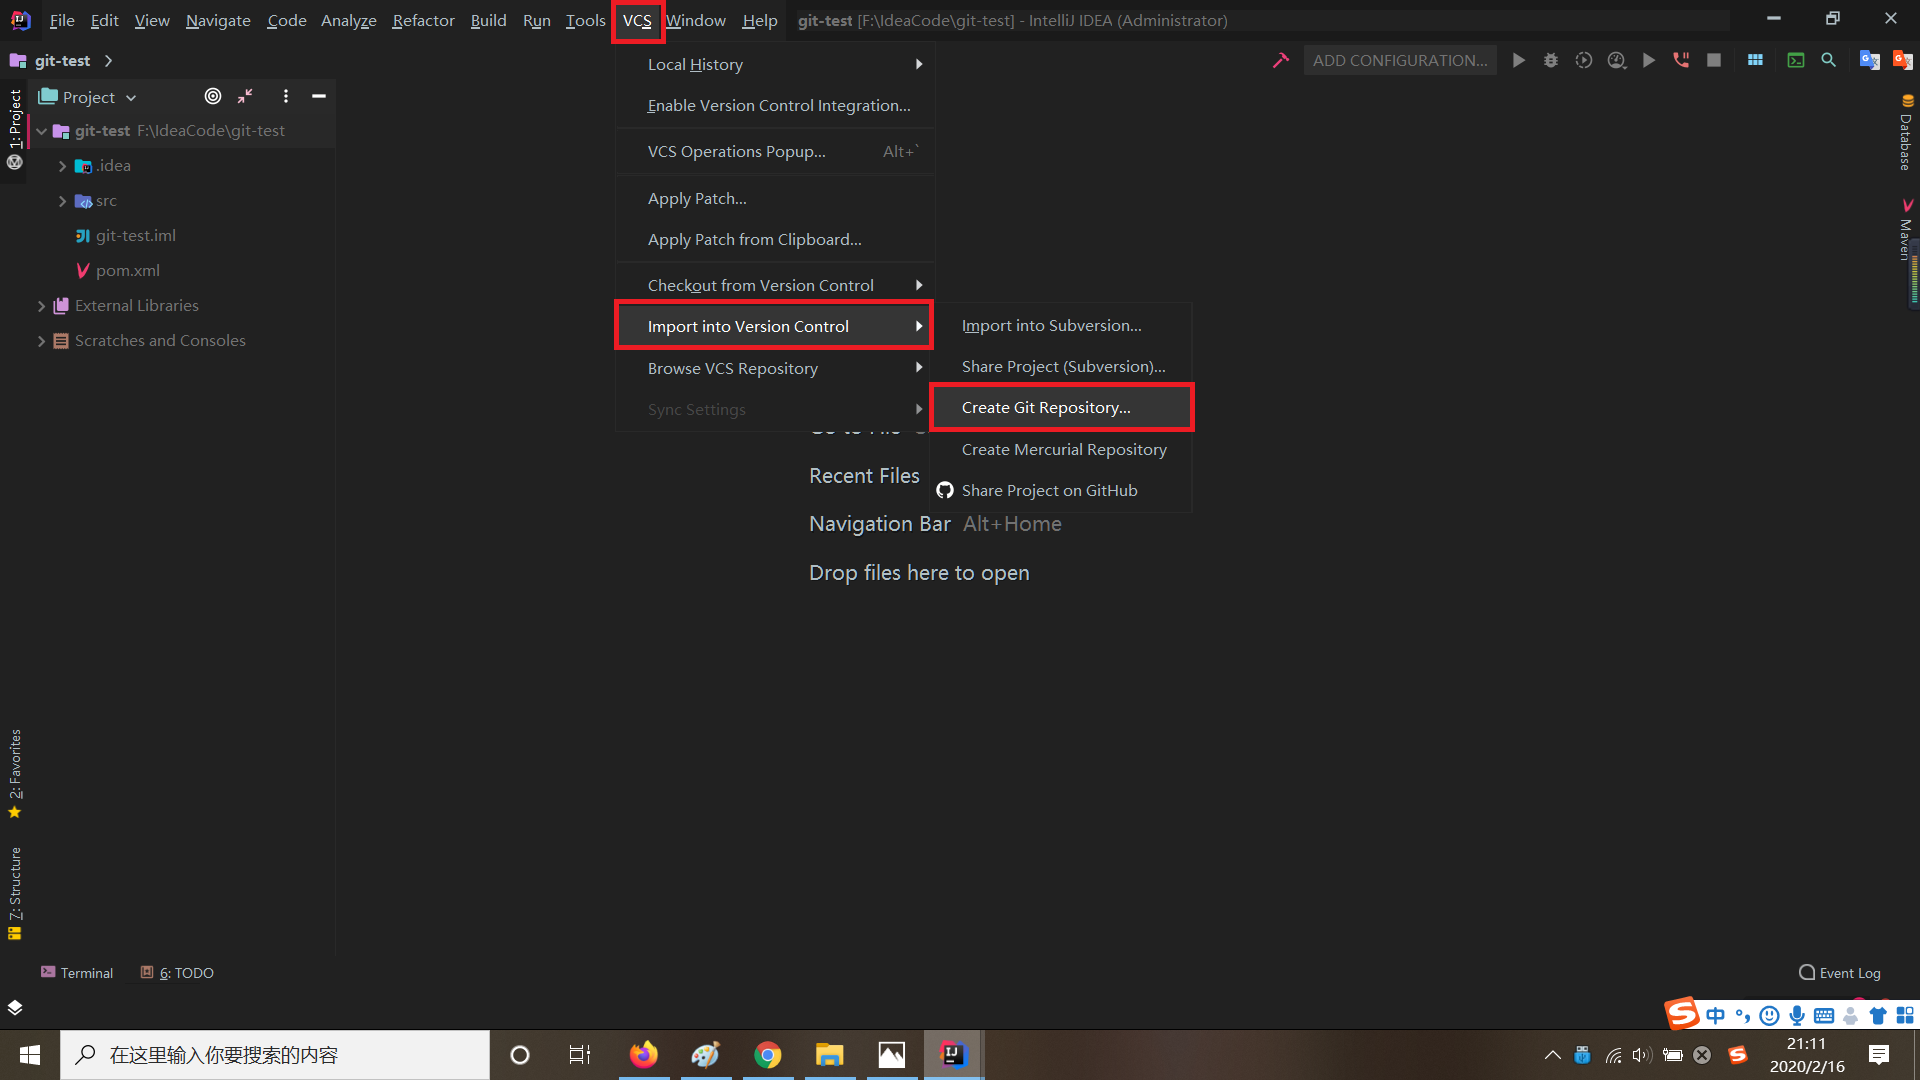 File Edit View Navigate Code Analyze Refactor Build Run Tools VCS Window Help git-test [F:\IdeaCode\git-test] - IntelliJ IDEA (Administrator)
git-test
ADD CONFIGURATION...
Project
1: Project
git-test F:\IdeaCode\git-test
.idea
src
git-test.iml
pom.xml
External Libraries
Scratches and Consoles
Local History
Enable Version Control Integration...
VCS Operations Popup... Alt+`
Apply Patch...
Apply Patch from Clipboard...
Checkout from Version Control
Import into Version Control
Browse VCS Repository
Sync Settings
Import into Subversion...
Share Project (Subversion)...
Create Git Repository...
Create Mercurial Repository
Share Project on GitHub
Recent Files
Navigation Bar Alt+Home
Drop files here to open
Database
Maven
2: Favorites
7: Structure
Terminal 6: TODO
Event Log
中
在这里输入你要搜索的内容
21:11
2020/2/16